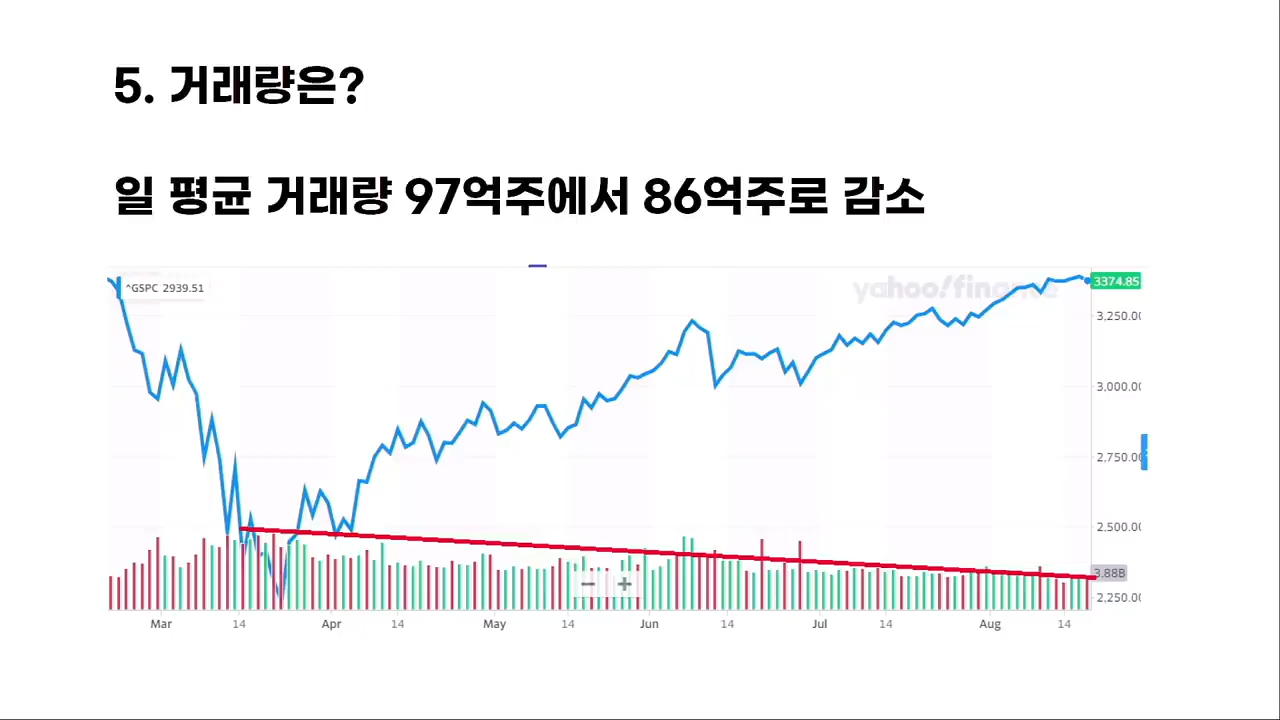 5. 거래량은?
일 평균 거래량 97억주에서 86억주로 감소
^GSPC 2939.51
yahoo!finance
3374.85
3,250.00
3,000.00
2,750.00
2,500.00
3.88B
2,250.00
Mar 14 Apr 14 May 14 Jun 14 Jul 14 Aug 14